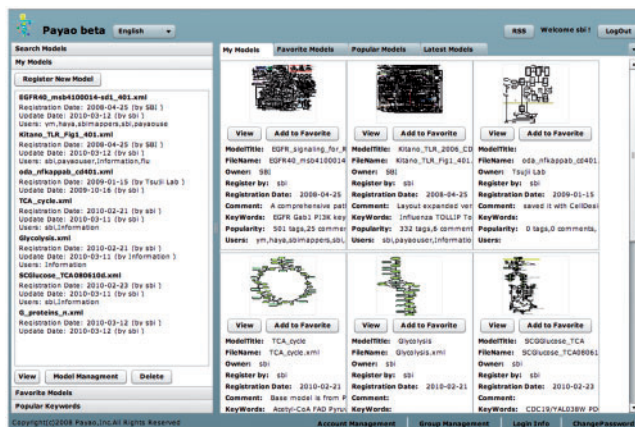 Payao beta
English
RSS
Welcome sbi !
LogOut
Search Models
My Models
Register New Model
EGFR40_msb4100014-sd1_401.xml
Registration Date: 2008-04-25 (by SBI )
Update Date: 2010-03-12 (by sbi )
Users: ym,haya,sbimappers,sbi,payaouse
Kitano_TLR_Fig1_401.xml
Registration Date: 2008-04-25 (by SBI )
Update Date: 2010-03-12 (by sbi )
Users: sbi,payaouser,Information,flu
oda_nfkappab_cd401.xml
Registration Date: 2009-01-15 (by Tsuji Lab )
Update Date: 2009-10-16 (by sbi )
TCA_cycle.xml
Registration Date: 2010-02-21 (by sbi )
Update Date: 2010-03-11 (by sbi )
Users: sbi,Information
Glycolysis.xml
Registration Date: 2010-02-21 (by sbi )
Update Date: 2010-03-11 (by Information )
Users: Information
SCGlucose_TCA080610d.xml
Registration Date: 2010-02-23 (by sbi )
Update Date: 2010-03-11 (by sbi )
Users: sbi,Information
G_proteins_n.xml
Registration Date: 2010-03-12 (by sbi )
Update Date: 2010-03-12 (by sbi )
View
Model Managment
Delete
Favorite Models
Popular Keywords
My Models
Favorite Models
Popular Models
Latest Models
View
Add to Favorite
ModelTitle: EGFR_signaling_for_R
FileName: EGFR40_msb4100014
Owner: SBI
Register by: sbi
Registration Date: 2008-04-25
Comment: A comprehensive pat
KeyWords: EGFR Gab1 PI3K key
Popularity: 501 tags,25 commer
Users: ym,haya,sbimappers,sbi,
View
Add to Favorite
ModelTitle: Kitano_TLR_2006_CD
FileName: Kitano_TLR_Fig1_401.
Owner: SBI
Register by: sbi
Registration Date: 2008-04-25
Comment: Layout expanded ver
KeyWords: Influenza TOLLIP To
Popularity: 332 tags,6 comment
Users: sbi,payaouser,Informatio
View
Add to Favorite
ModelTitle:
FileName: oda_nfkappab_cd401
Owner: Tsuji Lab
Register by: sbi
Registration Date: 2009-01-15
Comment: saved it with CellDesi
KeyWords:
Popularity: 0 tags,0 comments,
Users:
View
Add to Favorite
ModelTitle: TCA_cycle
FileName: TCA_cycle.xml
Owner: sbi
Register by: sbi
Registration Date: 2010-02-21
Comment: Base model is from P
KeyWords: Acetyl-CoA FAD Pyruv
View
Add to Favorite
ModelTitle: Glycolysis
FileName: Glycolysis.xml
Owner: sbi
Register by: sbi
Registration Date: 2010-02-21
Comment:
KeyWords:
View
Add to Favorite
ModelTitle: SCGGlucose_TCA
FileName: SCGlucose_TCA08061
Owner: sbi
Register by: sbi
Registration Date: 2010-02-23
Comment:
KeyWords: CDC19/YAL038W PD
Copyright(C)2008 Payao,Inc.All Rights Reserved
Account Management
Group Management
Login Info
ChangePassword